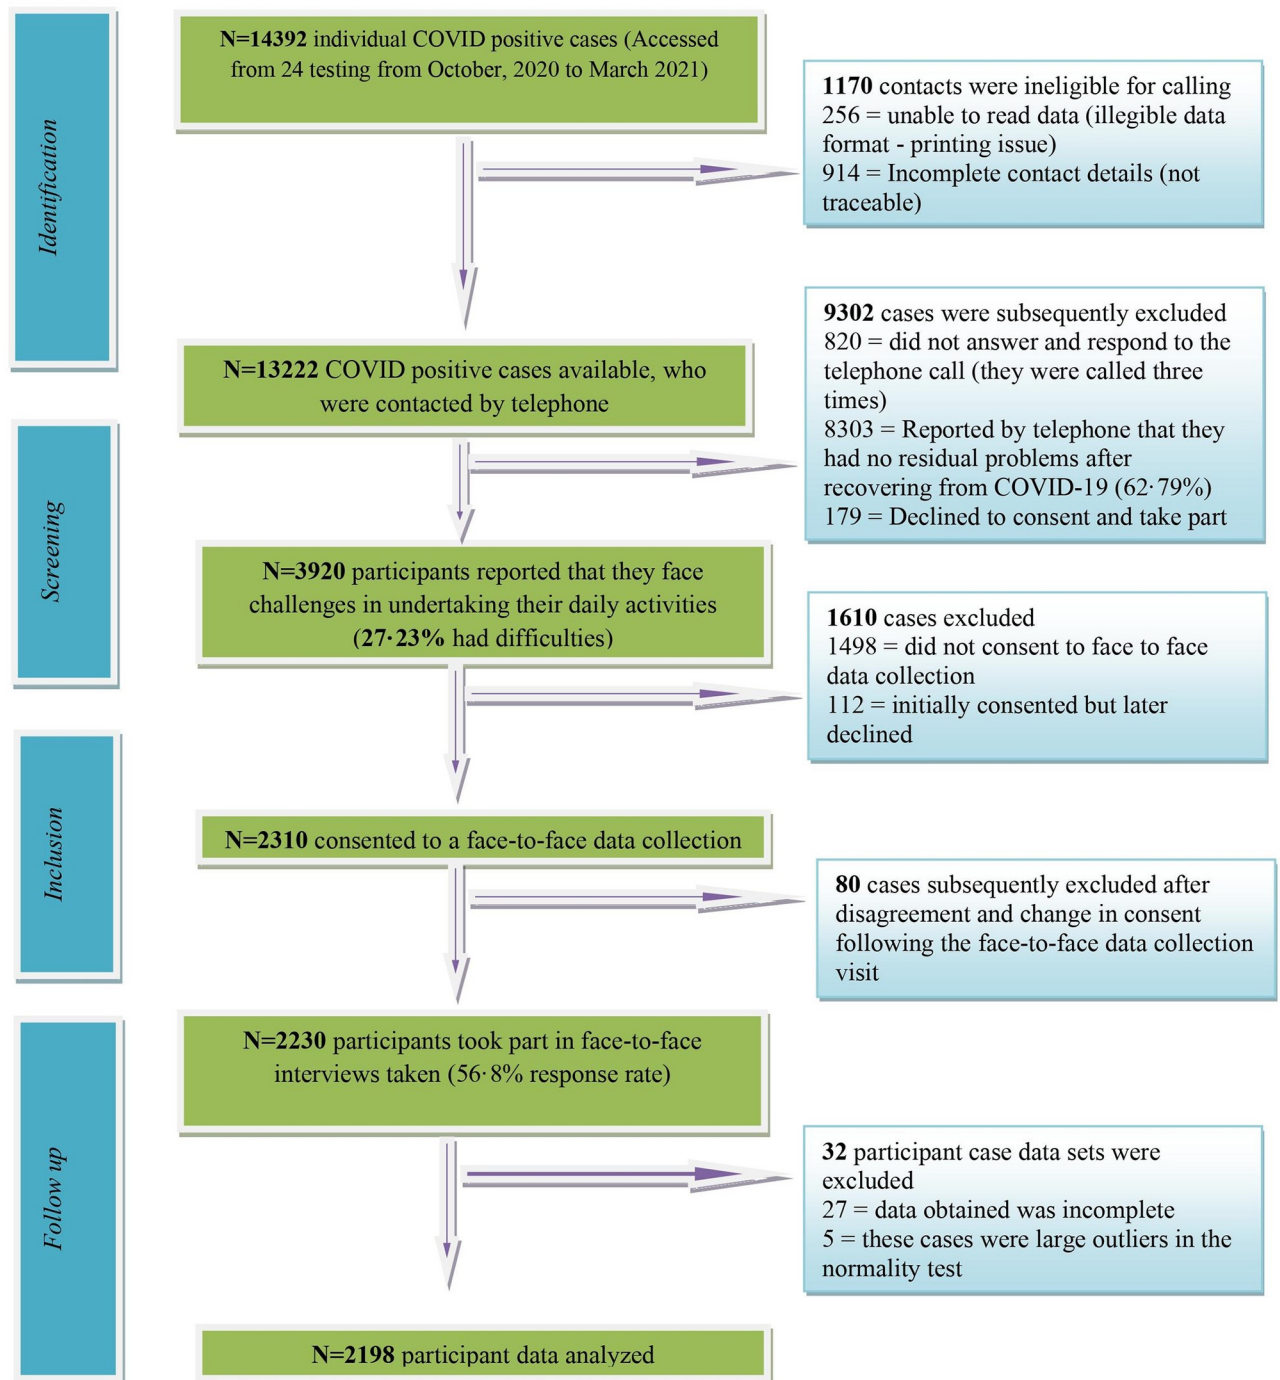 Identification
N=14392 individual COVID positive cases (Accessed
from 24 testing from October, 2020 to March 2021)
1170 contacts were ineligible for calling
256 = unable to read data (illegible data
format - printing issue)
914 = Incomplete contact details (not
traceable)
N=13222 COVID positive cases available, who
were contacted by telephone
9302 cases were subsequently excluded
820 = did not answer and respond to the
telephone call (they were called three
times)
8303 = Reported by telephone that they
had no residual problems after
recovering from COVID-19 (62·79%)
179 = Declined to consent and take part
Screening
N=3920 participants reported that they face
challenges in undertaking their daily activities
(27·23% had difficulties)
1610 cases excluded
1498 = did not consent to face to face
data collection
112 = initially consented but later
declined
Inclusion
N=2310 consented to a face-to-face data collection
80 cases subsequently excluded after
disagreement and change in consent
following the face-to-face data collection
visit
Follow up
N=2230 participants took part in face-to-face
interviews taken (56·8% response rate)
32 participant case data sets were
excluded
27 = data obtained was incomplete
5 = these cases were large outliers in the
normality test
N=2198 participant data analyzed